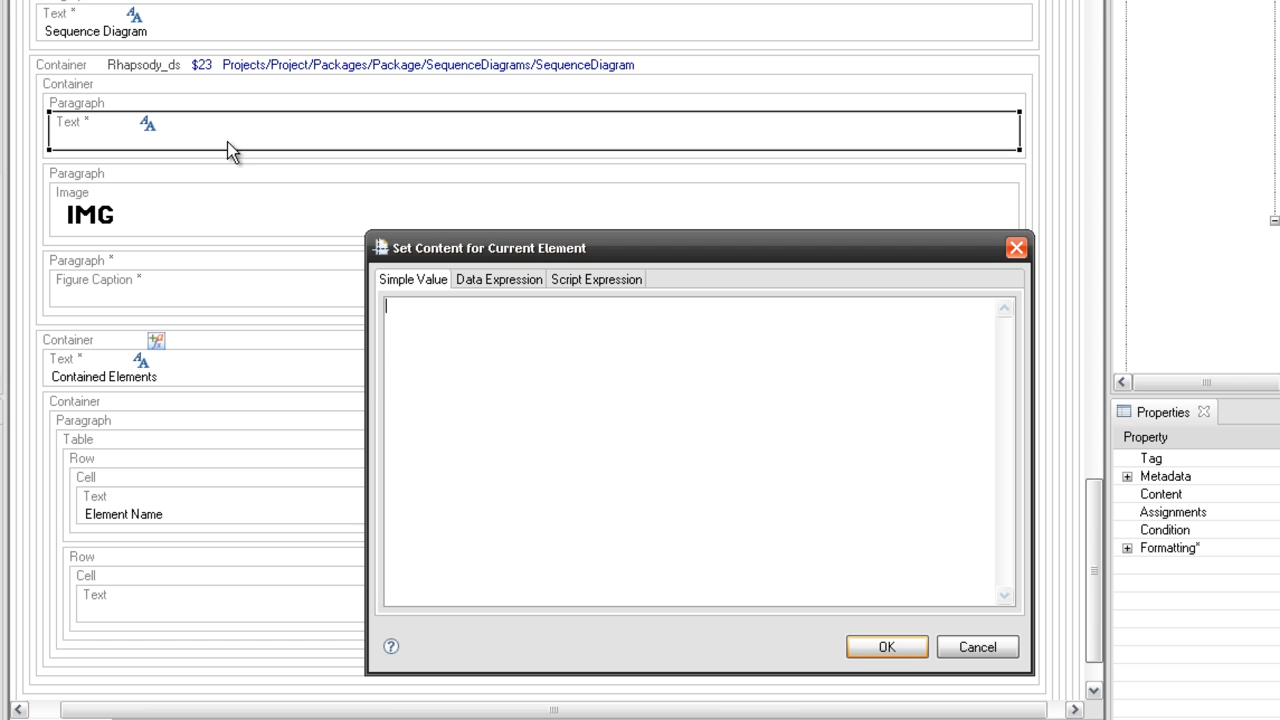 Text *
Sequence Diagram
Container Rhapsody_ds $23 Projects/Project/Packages/Package/SequenceDiagrams/SequenceDiagram
Container
Paragraph
Text *
Paragraph
Image
IMG
Paragraph *
Figure Caption *
Container
Text *
Contained Elements
Container
Paragraph
Table
Row
Cell
Text
Element Name
Row
Cell
Text
Set Content for Current Element
Simple Value Data Expression Script Expression
OK Cancel
Properties
Property
Tag
Metadata
Content
Assignments
Condition
Formatting*